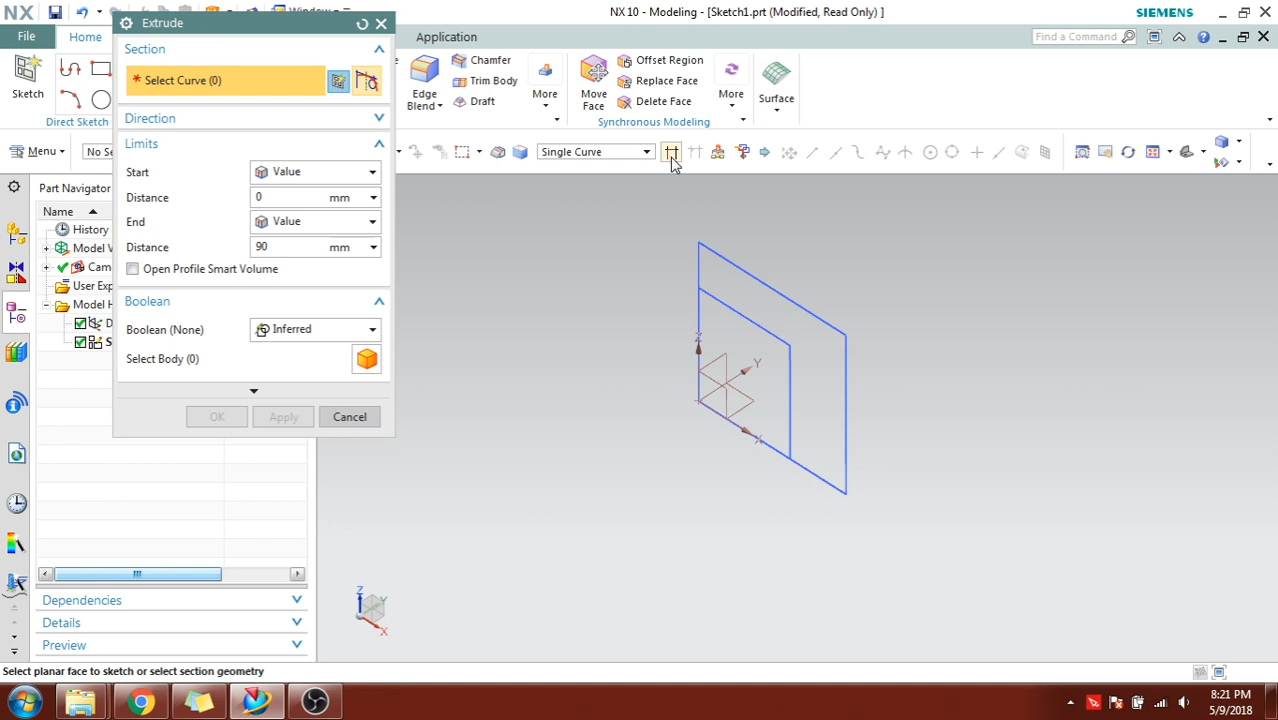 NX
Window
NX 10 - Modeling - [Sketch1.prt (Modified, Read Only) ]
SIEMENS
File
Home
Application
Find a Command
Extrude
Section
* Select Curve (0)
Direction
Limits
Start
Value
Distance
0
mm
End
Value
Distance
90
mm
Open Profile Smart Volume
Boolean
Boolean (None)
Inferred
Select Body (0)
OK
Apply
Cancel
Sketch
Direct Sketch
Edge
Blend
Chamfer
Trim Body
Draft
More
Move
Face
Offset Region
Replace Face
Delete Face
More
Surface
Synchronous Modeling
Menu
No Se
Single Curve
Part Navigator
Name
History
Model V
Cam
User Exp
Model H
D
S
Dependencies
Details
Preview
Z
Y
X
Z
Y
X
Select planar face to sketch or select section geometry
8:21 PM
5/9/2018